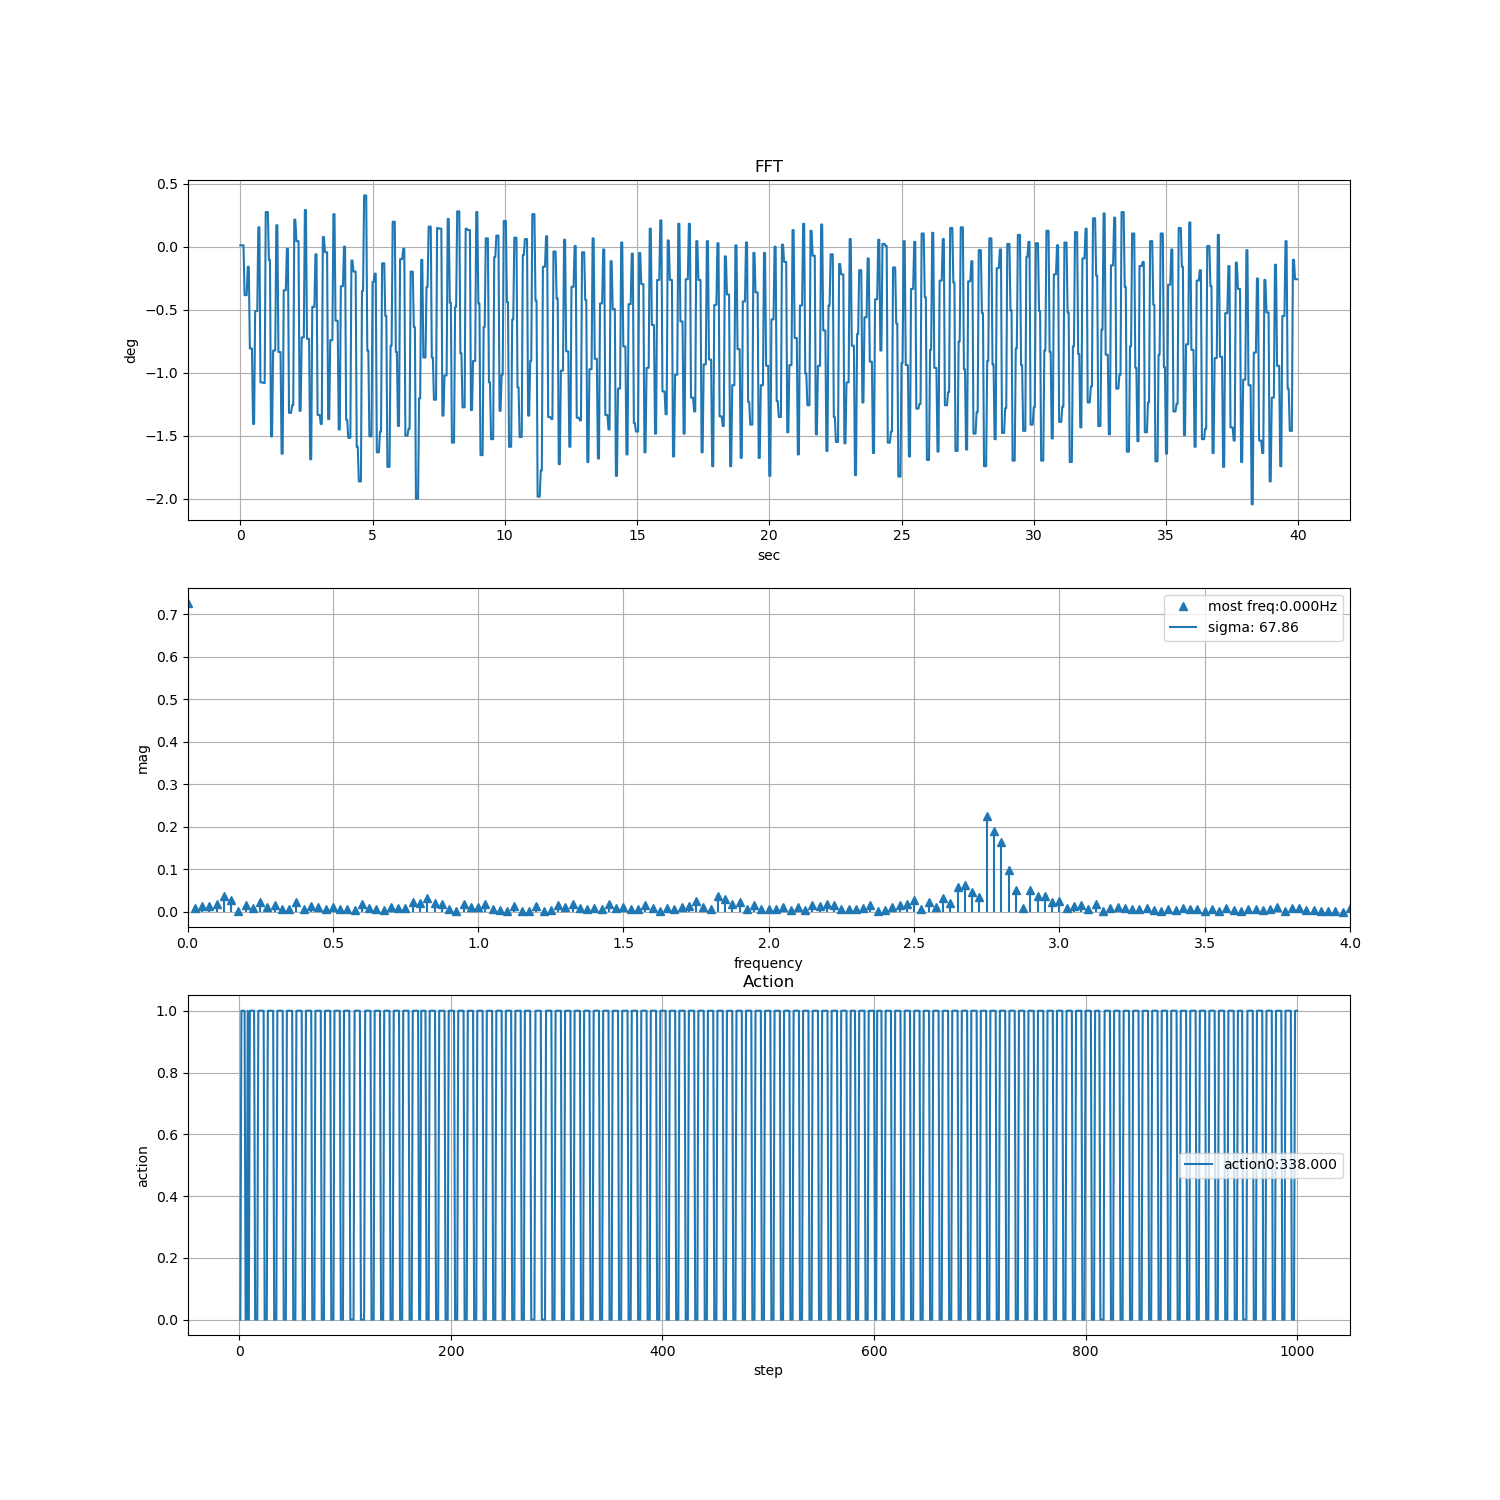 FFT
0.5
0.0
−0.5
−1.0
−1.5
−2.0
deg
0 5 10 15 20 25 30 35 40
sec
0.7
0.6
0.5
0.4
0.3
0.2
0.1
0.0
mag
most freq:0.000Hz
sigma: 67.86
0.0 0.5 1.0 1.5 2.0 2.5 3.0 3.5 4.0
frequency
Action
1.0
0.8
0.6
0.4
0.2
0.0
action
action0:338.000
0 200 400 600 800 1000
step